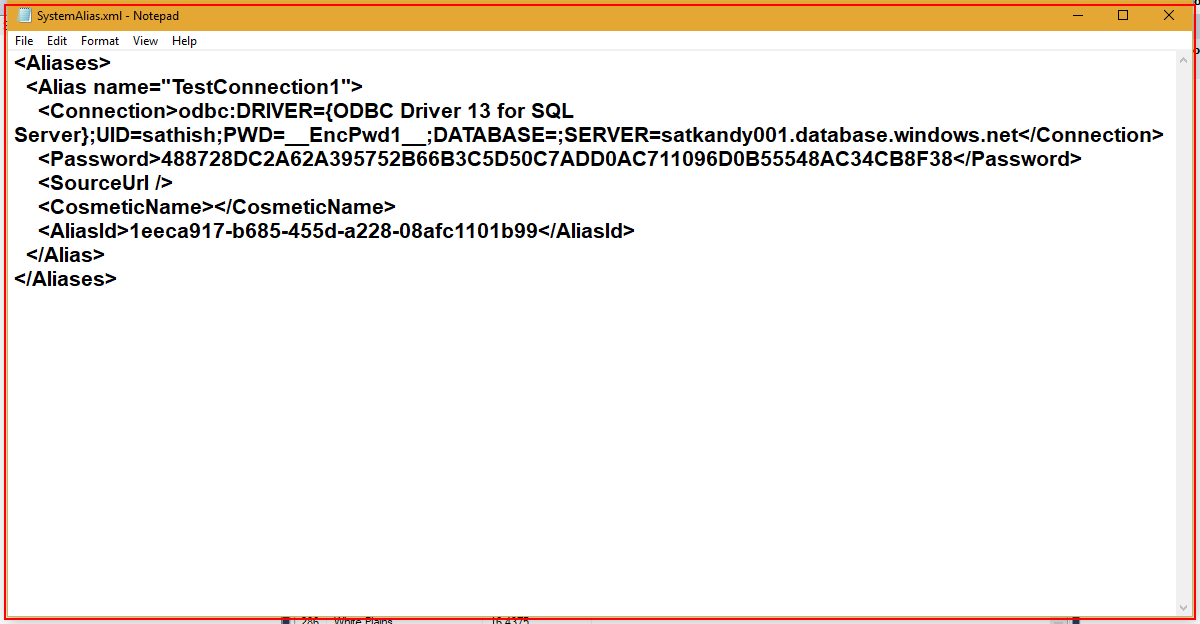 SystemAlias.xml - Notepad
File Edit Format View Help
<Aliases>
<Alias name="TestConnection1">
<Connection>odbc:DRIVER={ODBC Driver 13 for SQL
Server};UID=sathish;PWD=__EncPwd1__;DATABASE=;SERVER=satkandy001.database.windows.net</Connection>
<Password>488728DC2A62A395752B66B3C5D50C7ADD0AC711096D0B55548AC34CB8F38</Password>
<SourceUrl />
<CosmeticName></CosmeticName>
<AliasId>1eeca917-b685-455d-a228-08afc1101b99</AliasId>
</Alias>
</Aliases>
286 White Plains 16.4375